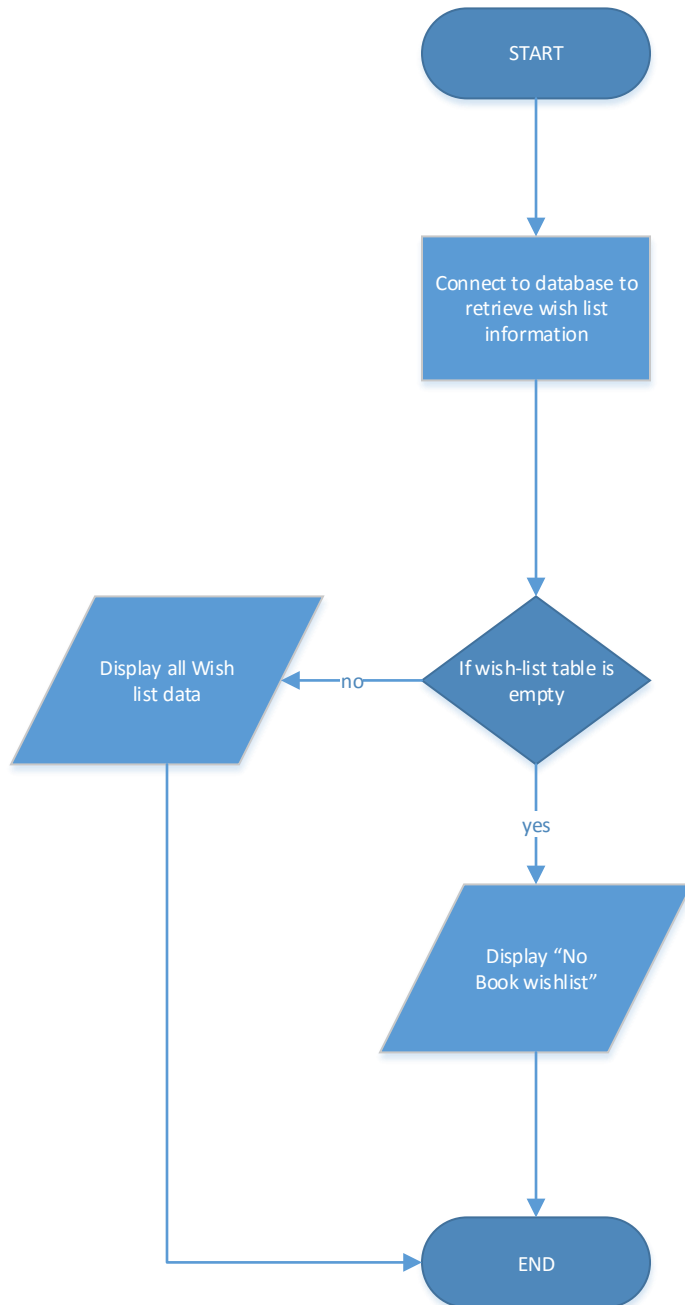 START
Connect to database to
retrieve wish list
information
If wish-list table is
empty
no
Display all Wish
list data
yes
Display “No
Book wishlist”
END